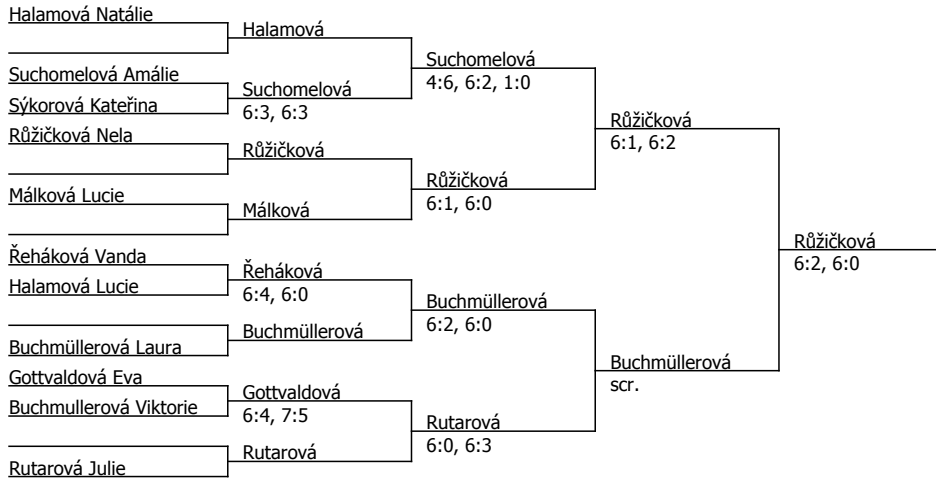 Halamová Natálie
Suchomelová Amálie
Sýkorová Kateřina
Růžičková Nela
Málková Lucie
Řeháková Vanda
Halamová Lucie
Buchmüllerová Laura
Gottvaldová Eva
Buchmullerová Viktorie
Rutarová Julie
Halamová
Suchomelová
6:3, 6:3
Růžičková
Málková
Řeháková
6:4, 6:0
Buchmüllerová
Gottvaldová
6:4, 7:5
Rutarová
Suchomelová
4:6, 6:2, 1:0
Růžičková
6:1, 6:0
Buchmüllerová
6:2, 6:0
Rutarová
6:0, 6:3
Růžičková
6:1, 6:2
Buchmüllerová
scr.
Růžičková
6:2, 6:0